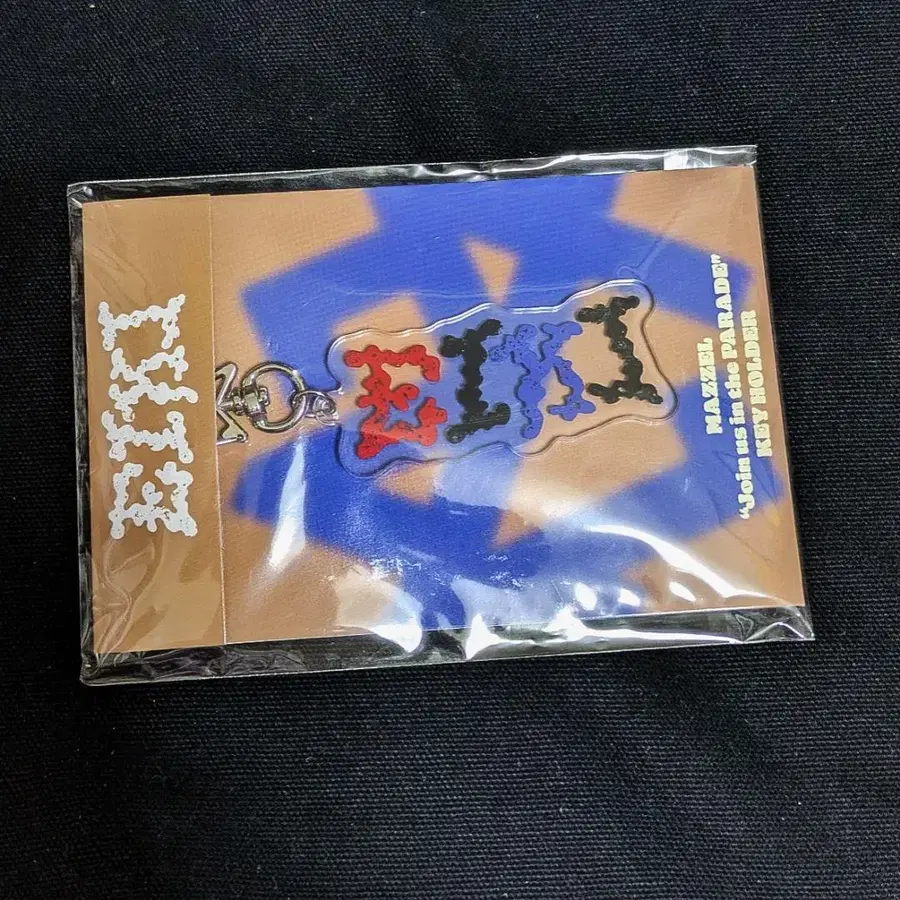 EIKI
EIKI
MAZZEL
"Join us in the PARADE"
KEY HOLDER